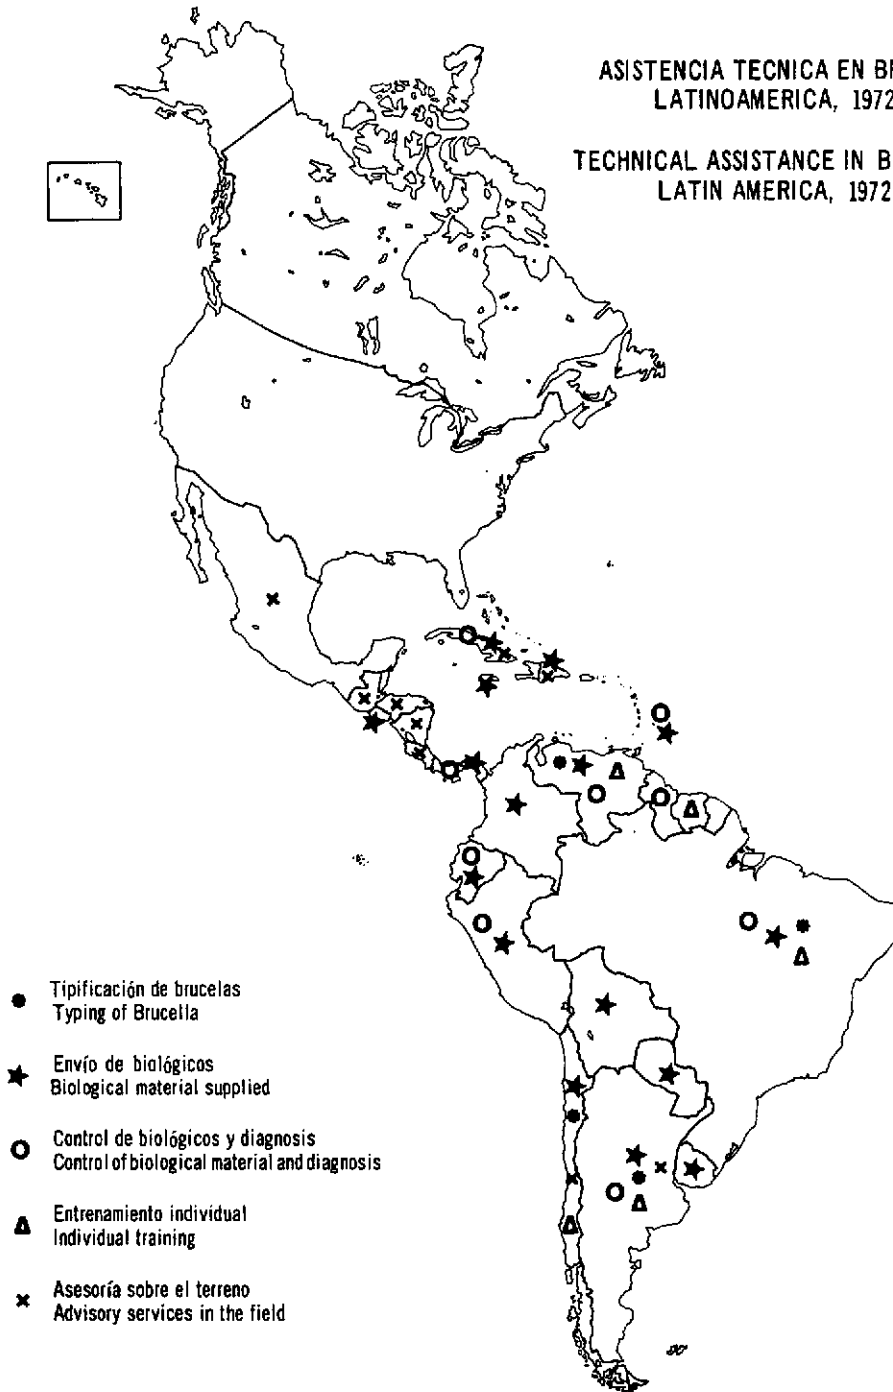 ASISTENCIA TECNICA EN
LATINOAMERICA, 1972
TECHNICAL ASSISTANCE IN
LATIN AMERICA, 1972
Tipificación de brucelas
Typing of Brucella
Envío de biológicos
Biological material supplied
Control de biológicos y diagnosis
Control of biological material and diagnosis
Entrenamiento individual
Individual training
Asesoría sobre el terreno
Advisory services in the field